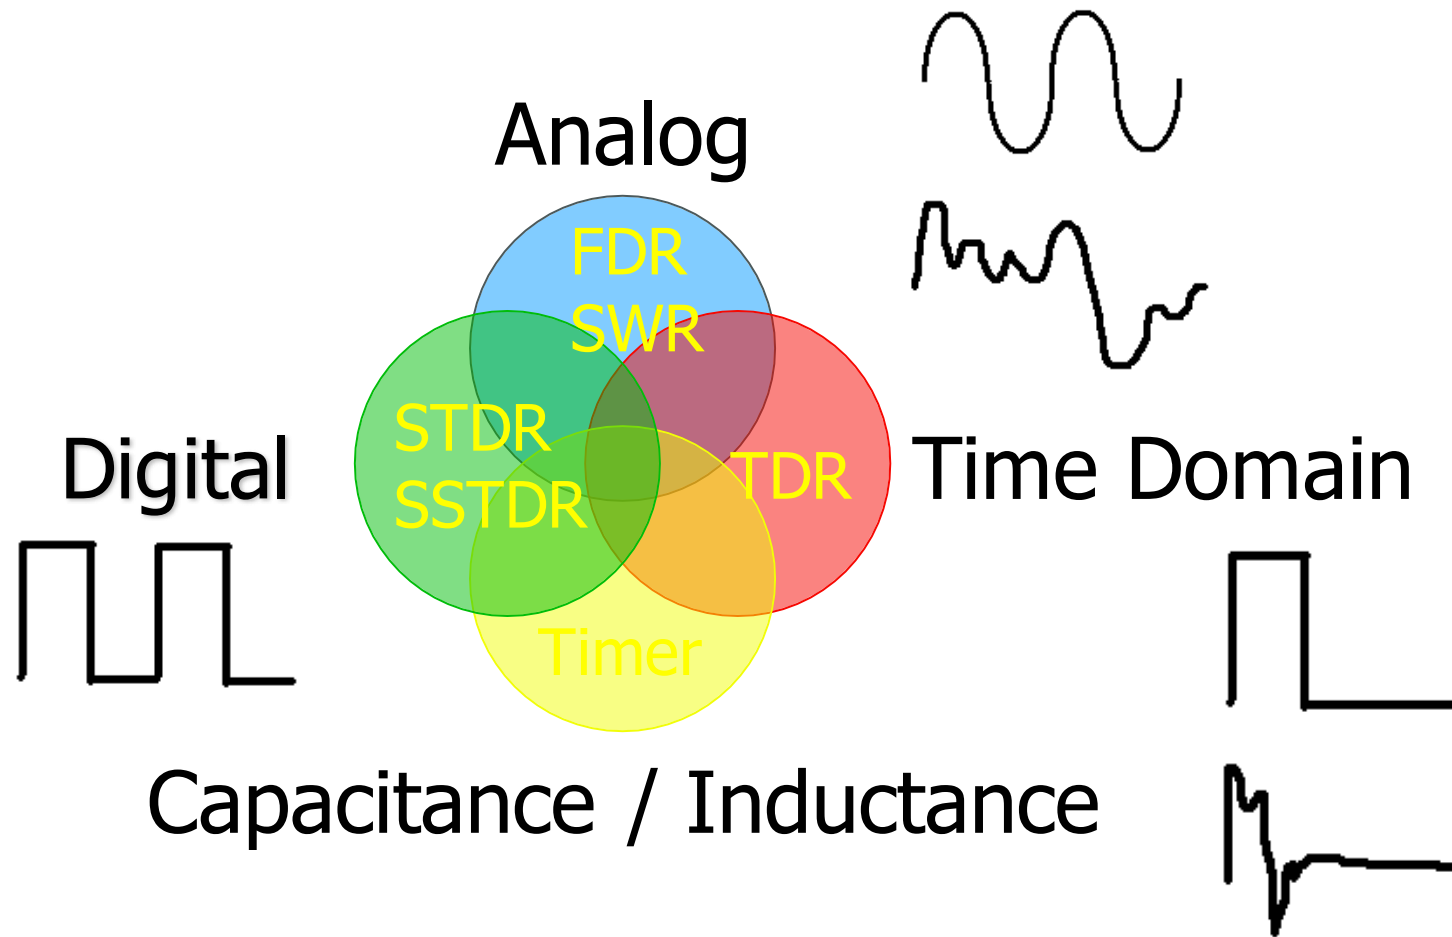 Analog
FDR
SWR
STDR
SSTDR
TDR
Digital
Time Domain
Timer
Capacitance / Inductance